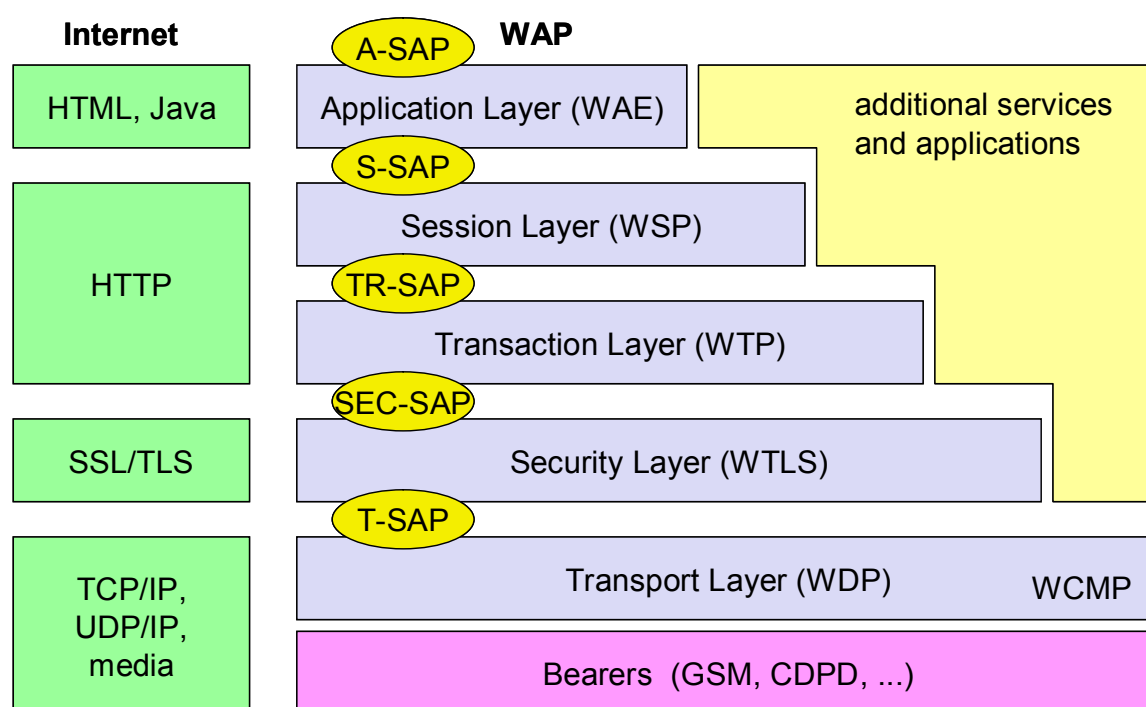 Internet
WAP
A-SAP
HTML, Java
Application Layer (WAE)
additional services
and applications
S-SAP
HTTP
Session Layer (WSP)
TR-SAP
Transaction Layer (WTP)
SEC-SAP
SSL/TLS
Security Layer (WTLS)
T-SAP
TCP/IP,
UDP/IP,
media
Transport Layer (WDP)
WCMP
Bearers (GSM, CDPD, ...)